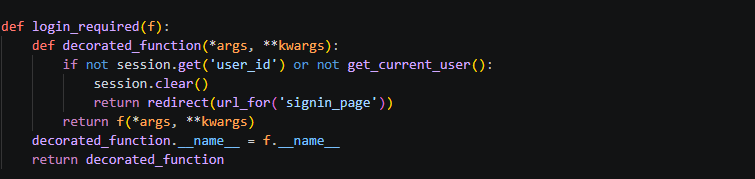 def login_required(f):
    def decorated_function(*args, **kwargs):
        if not session.get('user_id') or not get_current_user():
            session.clear()
            return redirect(url_for('signin_page'))
        return f(*args, **kwargs)
    decorated_function.__name__ = f.__name__
    return decorated_function